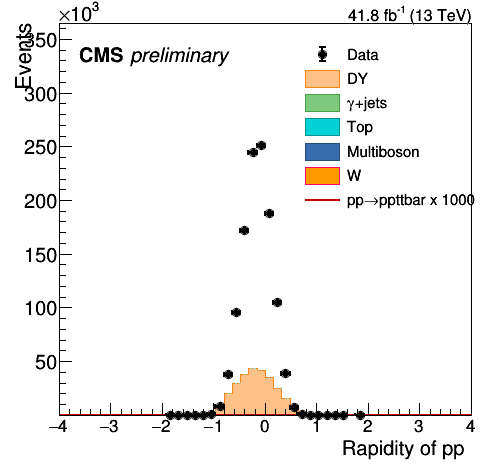 ×10³
41.8 fb⁻¹ (13 TeV)
Events
CMS preliminary
Data
DY
γ+jets
Top
Multiboson
W
pp→ppttbar x 1000
350
300
250
200
150
100
50
−4 −3 −2 −1 0 1 2 3 4
Rapidity of pp